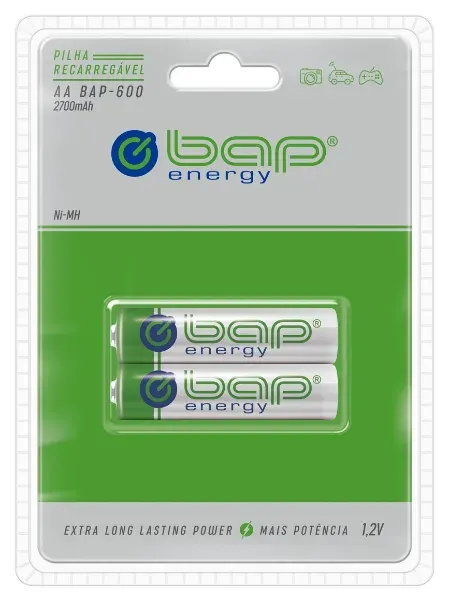 PILHA
RECARREGÁVEL
AA BAP-600
2700mAh
bap®
energy
Ni-MH
bap®
energy
bap®
energy
EXTRA LONG LASTING POWER MAIS POTÊNCIA 1,2V